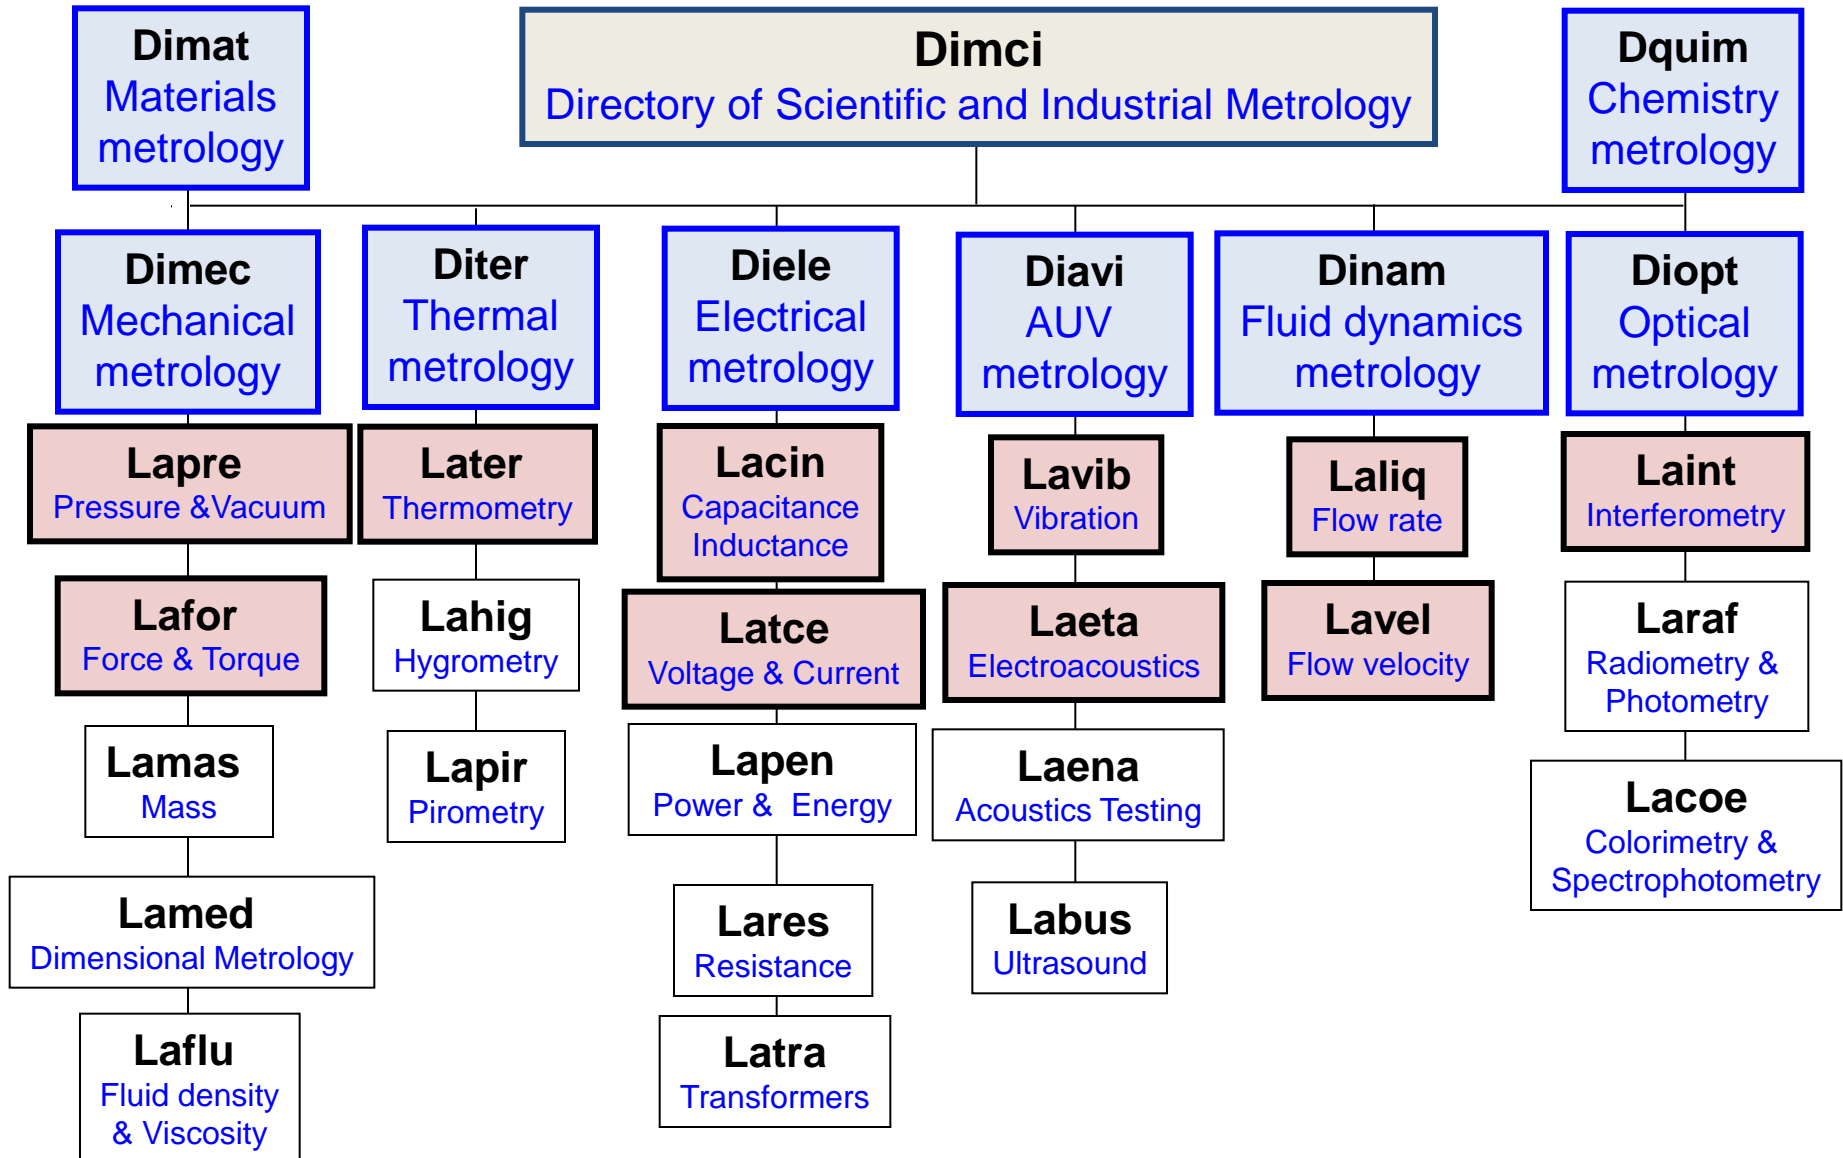 Dimat
Materials
metrology
Dimci
Directory of Scientific and Industrial Metrology
Dquim
Chemistry
metrology
Dimec
Mechanical
metrology
Diter
Thermal
metrology
Diele
Electrical
metrology
Diavi
AUV
metrology
Dinam
Fluid dynamics
metrology
Diopt
Optical
metrology
Lapre
Pressure &Vacuum
Later
Thermometry
Lacin
Capacitance
Inductance
Lavib
Vibration
Laliq
Flow rate
Laint
Interferometry
Lafor
Force & Torque
Lahig
Hygrometry
Latce
Voltage & Current
Laeta
Electroacoustics
Lavel
Flow velocity
Laraf
Radiometry &
Photometry
Lamas
Mass
Lapir
Pirometry
Lapen
Power & Energy
Laena
Acoustics Testing
Lacoe
Colorimetry &
Spectrophotometry
Lamed
Dimensional Metrology
Lares
Resistance
Labus
Ultrasound
Laflu
Fluid density
& Viscosity
Latra
Transformers